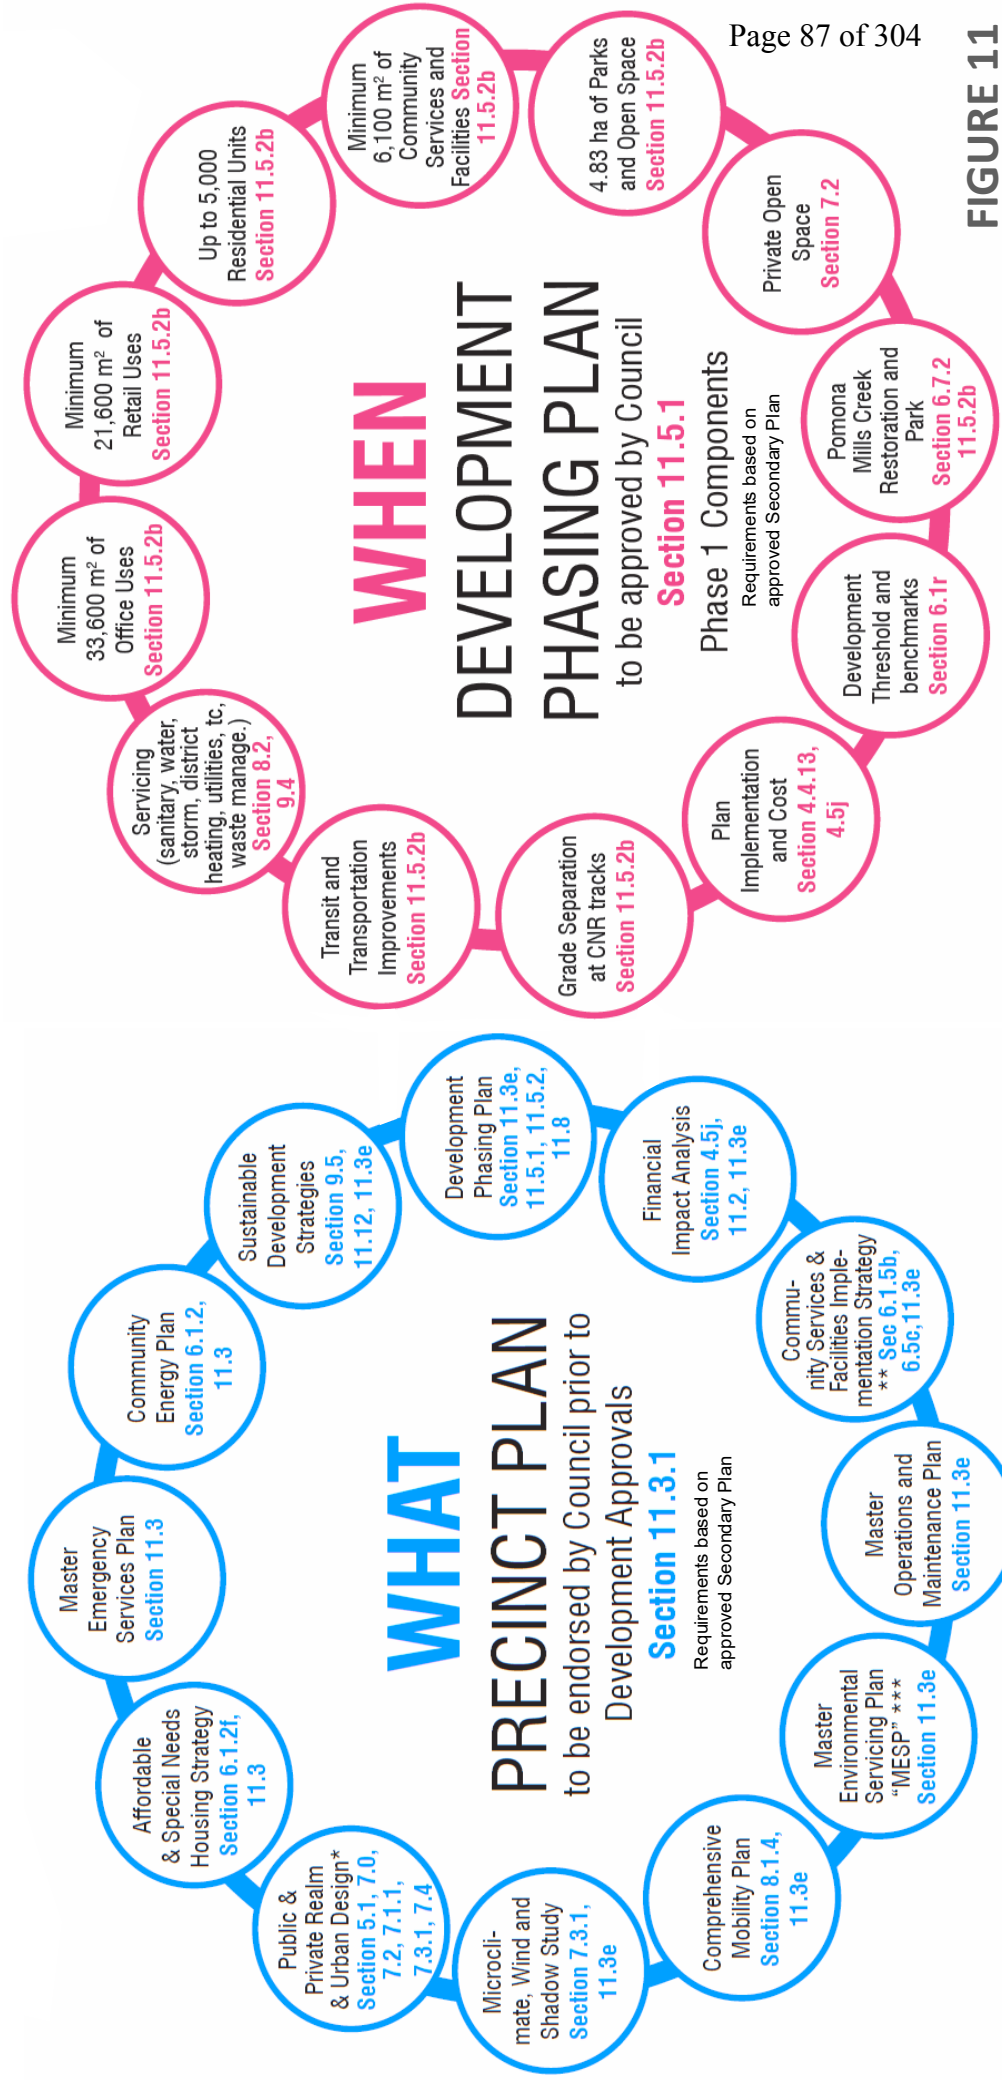 Page 87 of 304
FIGURE 11
WHAT
PRECINCT PLAN
to be endorsed by Council prior to
Development Approvals
Section 11.3.1
Requirements based on
approved Secondary Plan
Master
Emergency
Services Plan
Section 11.3
Community
Energy Plan
Section 6.1.2,
11.3
Sustainable
Development
Strategies
Section 9.5,
11.12, 11.3e
Development
Phasing Plan
Section 11.3e,
11.5.1, 11.5.2,
11.8
Financial
Impact Analysis
Section 4.5j,
11.2, 11.3e
Commu-
nity Services &
Facilities Imple-
mentation Strategy
** Sec 6.1.5b,
6.5c,11.3e
Master
Operations and
Maintenance Plan
Section 11.3e
Master
Environmental
Servicing Plan
“MESP” ***
Section 11.3e
Comprehensive
Mobility Plan
Section 8.1.4,
11.3e
Microcli-
mate, Wind and
Shadow Study
Section 7.3.1,
11.3e
Public &
Private Realm
& Urban Design*
Section 5.1, 7.0,
7.2, 7.1.1,
7.3.1, 7.4
Affordable
& Special Needs
Housing Strategy
Section 6.1.2f,
11.3
WHEN
DEVELOPMENT
PHASING PLAN
to be approved by Council
Section 11.5.1
Phase 1 Components
Requirements based on
approved Secondary Plan
Minimum
33,600 m² of
Office Uses
Section 11.5.2b
Minimum
21,600 m² of
Retail Uses
Section 11.5.2b
Up to 5,000
Residential Units
Section 11.5.2b
Minimum
6,100 m² of
Community
Services and
Facilities Section
11.5.2b
4.83 ha of Parks
and Open Space
Section 11.5.2b
Private Open
Space
Section 7.2
Pomona
Mills Creek
Restoration and
Park
Section 6.7.2
11.5.2b
Development
Threshold and
benchmarks
Section 6.1r
Plan
Implementation
and Cost
Section 4.4.13,
4.5j
Grade Separation
at CNR tracks
Section 11.5.2b
Transit and
Transportation
Improvements
Section 11.5.2b
Servicing
(sanitary, water,
storm, district
heating, utilities, tc,
waste manage.)
Section 8.2,
9.4